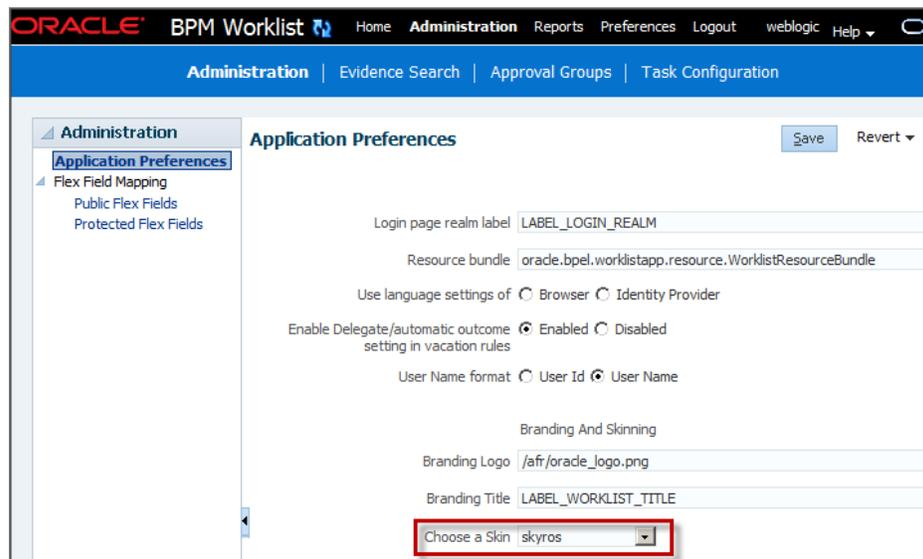 ORACLE® BPM Worklist Home Administration Reports Preferences Logout weblogic Help
Administration | Evidence Search | Approval Groups | Task Configuration
Administration
Application Preferences
Flex Field Mapping
Public Flex Fields
Protected Flex Fields
Application Preferences Save Revert
Login page realm label LABEL_LOGIN_REALM
Resource bundle oracle.bpel.worklistapp.resource.WorklistResourceBundle
Use language settings of Browser Identity Provider
Enable Delegate/automatic outcome Enabled Disabled
setting in vacation rules
User Name format User Id User Name
Branding And Skinning
Branding Logo /afr/oracle_logo.png
Branding Title LABEL_WORKLIST_TITLE
Choose a Skin skyros